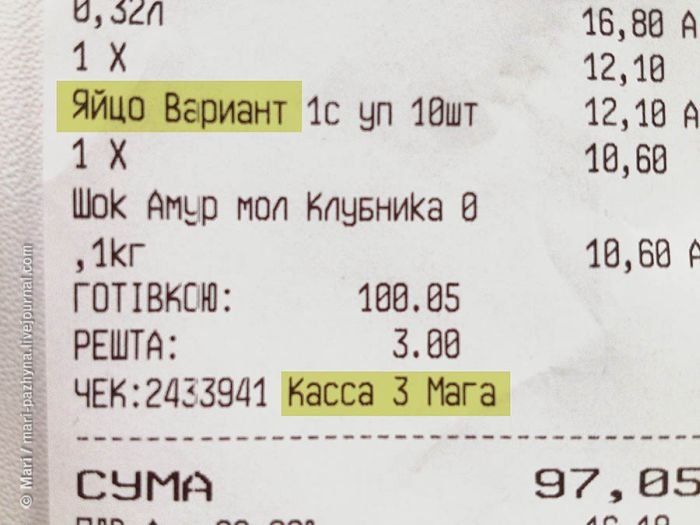 0,32л 16,80 А
1 Х 12,10
Яйцо Вариант 1с уп 10шт 12,10 А
1 Х 10,60
Шок Амур мол Клубника 0
,1кг 10,60 А
ГОТІВКОЮ: 100.05
РЕШТА: 3.00
ЧЕК:2433941 Касса 3 Мага
СУМА 97,05
© Mari / mari-pazhyna.livejournal.com